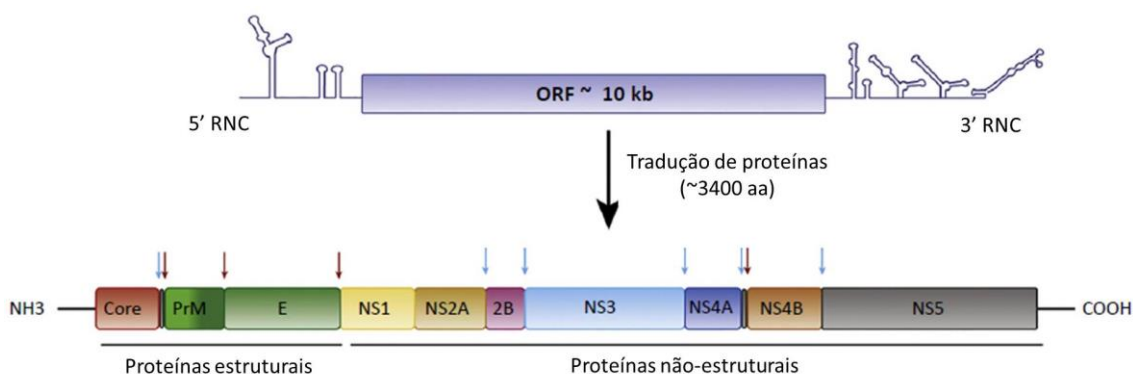 ORF ~ 10 kb
5’ RNC
3’ RNC
Tradução de proteínas
(~3400 aa)
NH3
Core
PrM
E
NS1
NS2A
2B
NS3
NS4A
NS4B
NS5
COOH
Proteínas estruturais
Proteínas não-estruturais